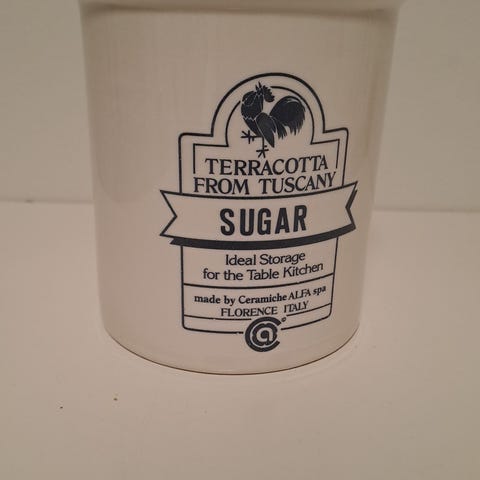 TERRACOTTA
FROM TUSCANY
SUGAR
Ideal Storage
for the Table Kitchen
made by Ceramiche ALFA spa
FLORENCE ITALY
©